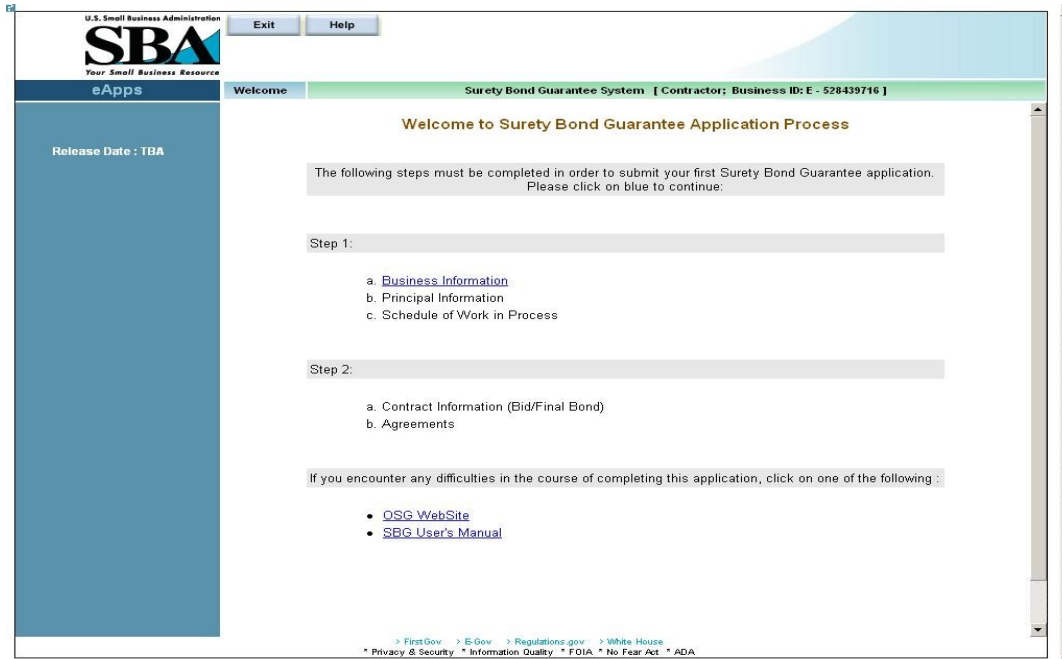 U.S. Small Business Administration
SBA
Your Small Business Resource
Exit
Help
eApps
Welcome
Surety Bond Guarantee System [ Contractor; Business ID: E - 528439716 ]
Welcome to Surety Bond Guarantee Application Process
Release Date : TBA
The following steps must be completed in order to submit your first Surety Bond Guarantee application.
Please click on blue to continue:
Step 1:
a. Business Information
b. Principal Information
c. Schedule of Work in Process
Step 2:
a. Contract Information (Bid/Final Bond)
b. Agreements
If you encounter any difficulties in the course of completing this application, click on one of the following :
• OSG WebSite
• SBG User's Manual
> FirstGov > E-Gov > Regulations.gov > White House
* Privacy & Security * Information Quality * FOIA * No Fear Act * ADA